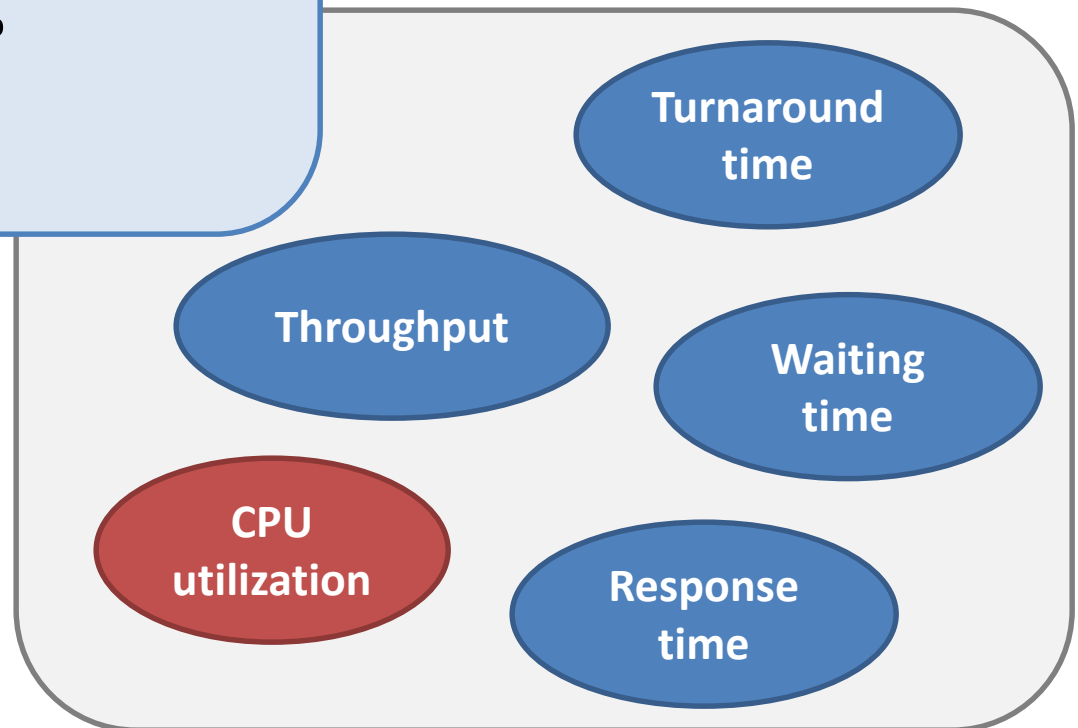 Turnaround
time
Throughput
Waiting
time
CPU
utilization
Response
time